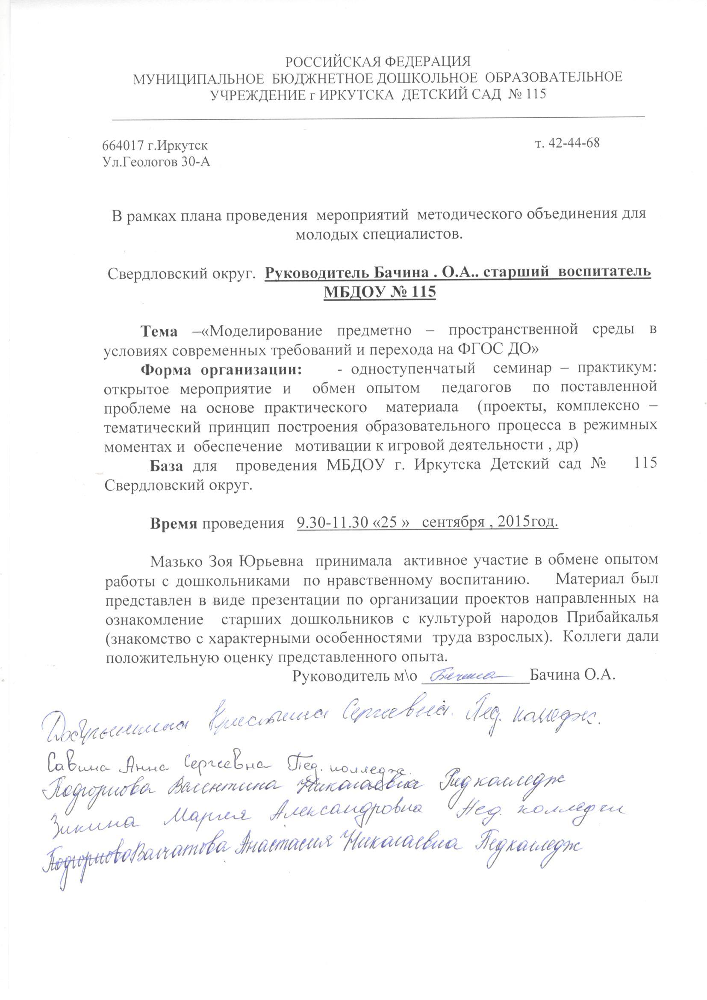 РОССИЙСКАЯ ФЕДЕРАЦИЯ
МУНИЦИПАЛЬНОЕ БЮДЖНЕТНОЕ ДОШКОЛЬНОЕ ОБРАЗОВАТЕЛЬНОЕ
УЧРЕЖДЕНИЕ г ИРКУТСКА ДЕТСКИЙ САД № 115
664017 г.Иркутск т. 42-44-68
Ул.Геологов 30-А
В рамках плана проведения мероприятий методического объединения для
молодых специалистов.
Свердловский округ. Руководитель Бачина . О.А.. старший воспитатель
МБДОУ № 115
Тема –«Моделирование предметно – пространственной среды в
условиях современных требований и перехода на ФГОС ДО»
Форма организации: - одноступенчатый семинар – практикум:
открытое мероприятие и обмен опытом педагогов по поставленной
проблеме на основе практического материала (проекты, комплексно –
тематический принцип построения образовательного процесса в режимных
моментах и обеспечение мотивации к игровой деятельности , др)
База для проведения МБДОУ г. Иркутска Детский сад № 115
Свердловский округ.
Время проведения 9.30-11.30 «25 » сентября , 2015год.
Мазько Зоя Юрьевна принимала активное участие в обмене опытом
работы с дошкольниками по нравственному воспитанию. Материал был
представлен в виде презентации по организации проектов направленных на
ознакомление старших дошкольников с культурой народов Прибайкалья
(знакомство с характерными особенностями труда взрослых). Коллеги дали
положительную оценку представленного опыта.
Руководитель м\о Бачина Бачина О.А.
Кристина Сергеевна. Пед. колледж.
Савина Анна Сергеевна Пед. колледж.
Подгорнова Валентина Николаевна Педколледж
Зикина Мария Александровна Пед. колледж
Анастасия Николаевна Педколледж